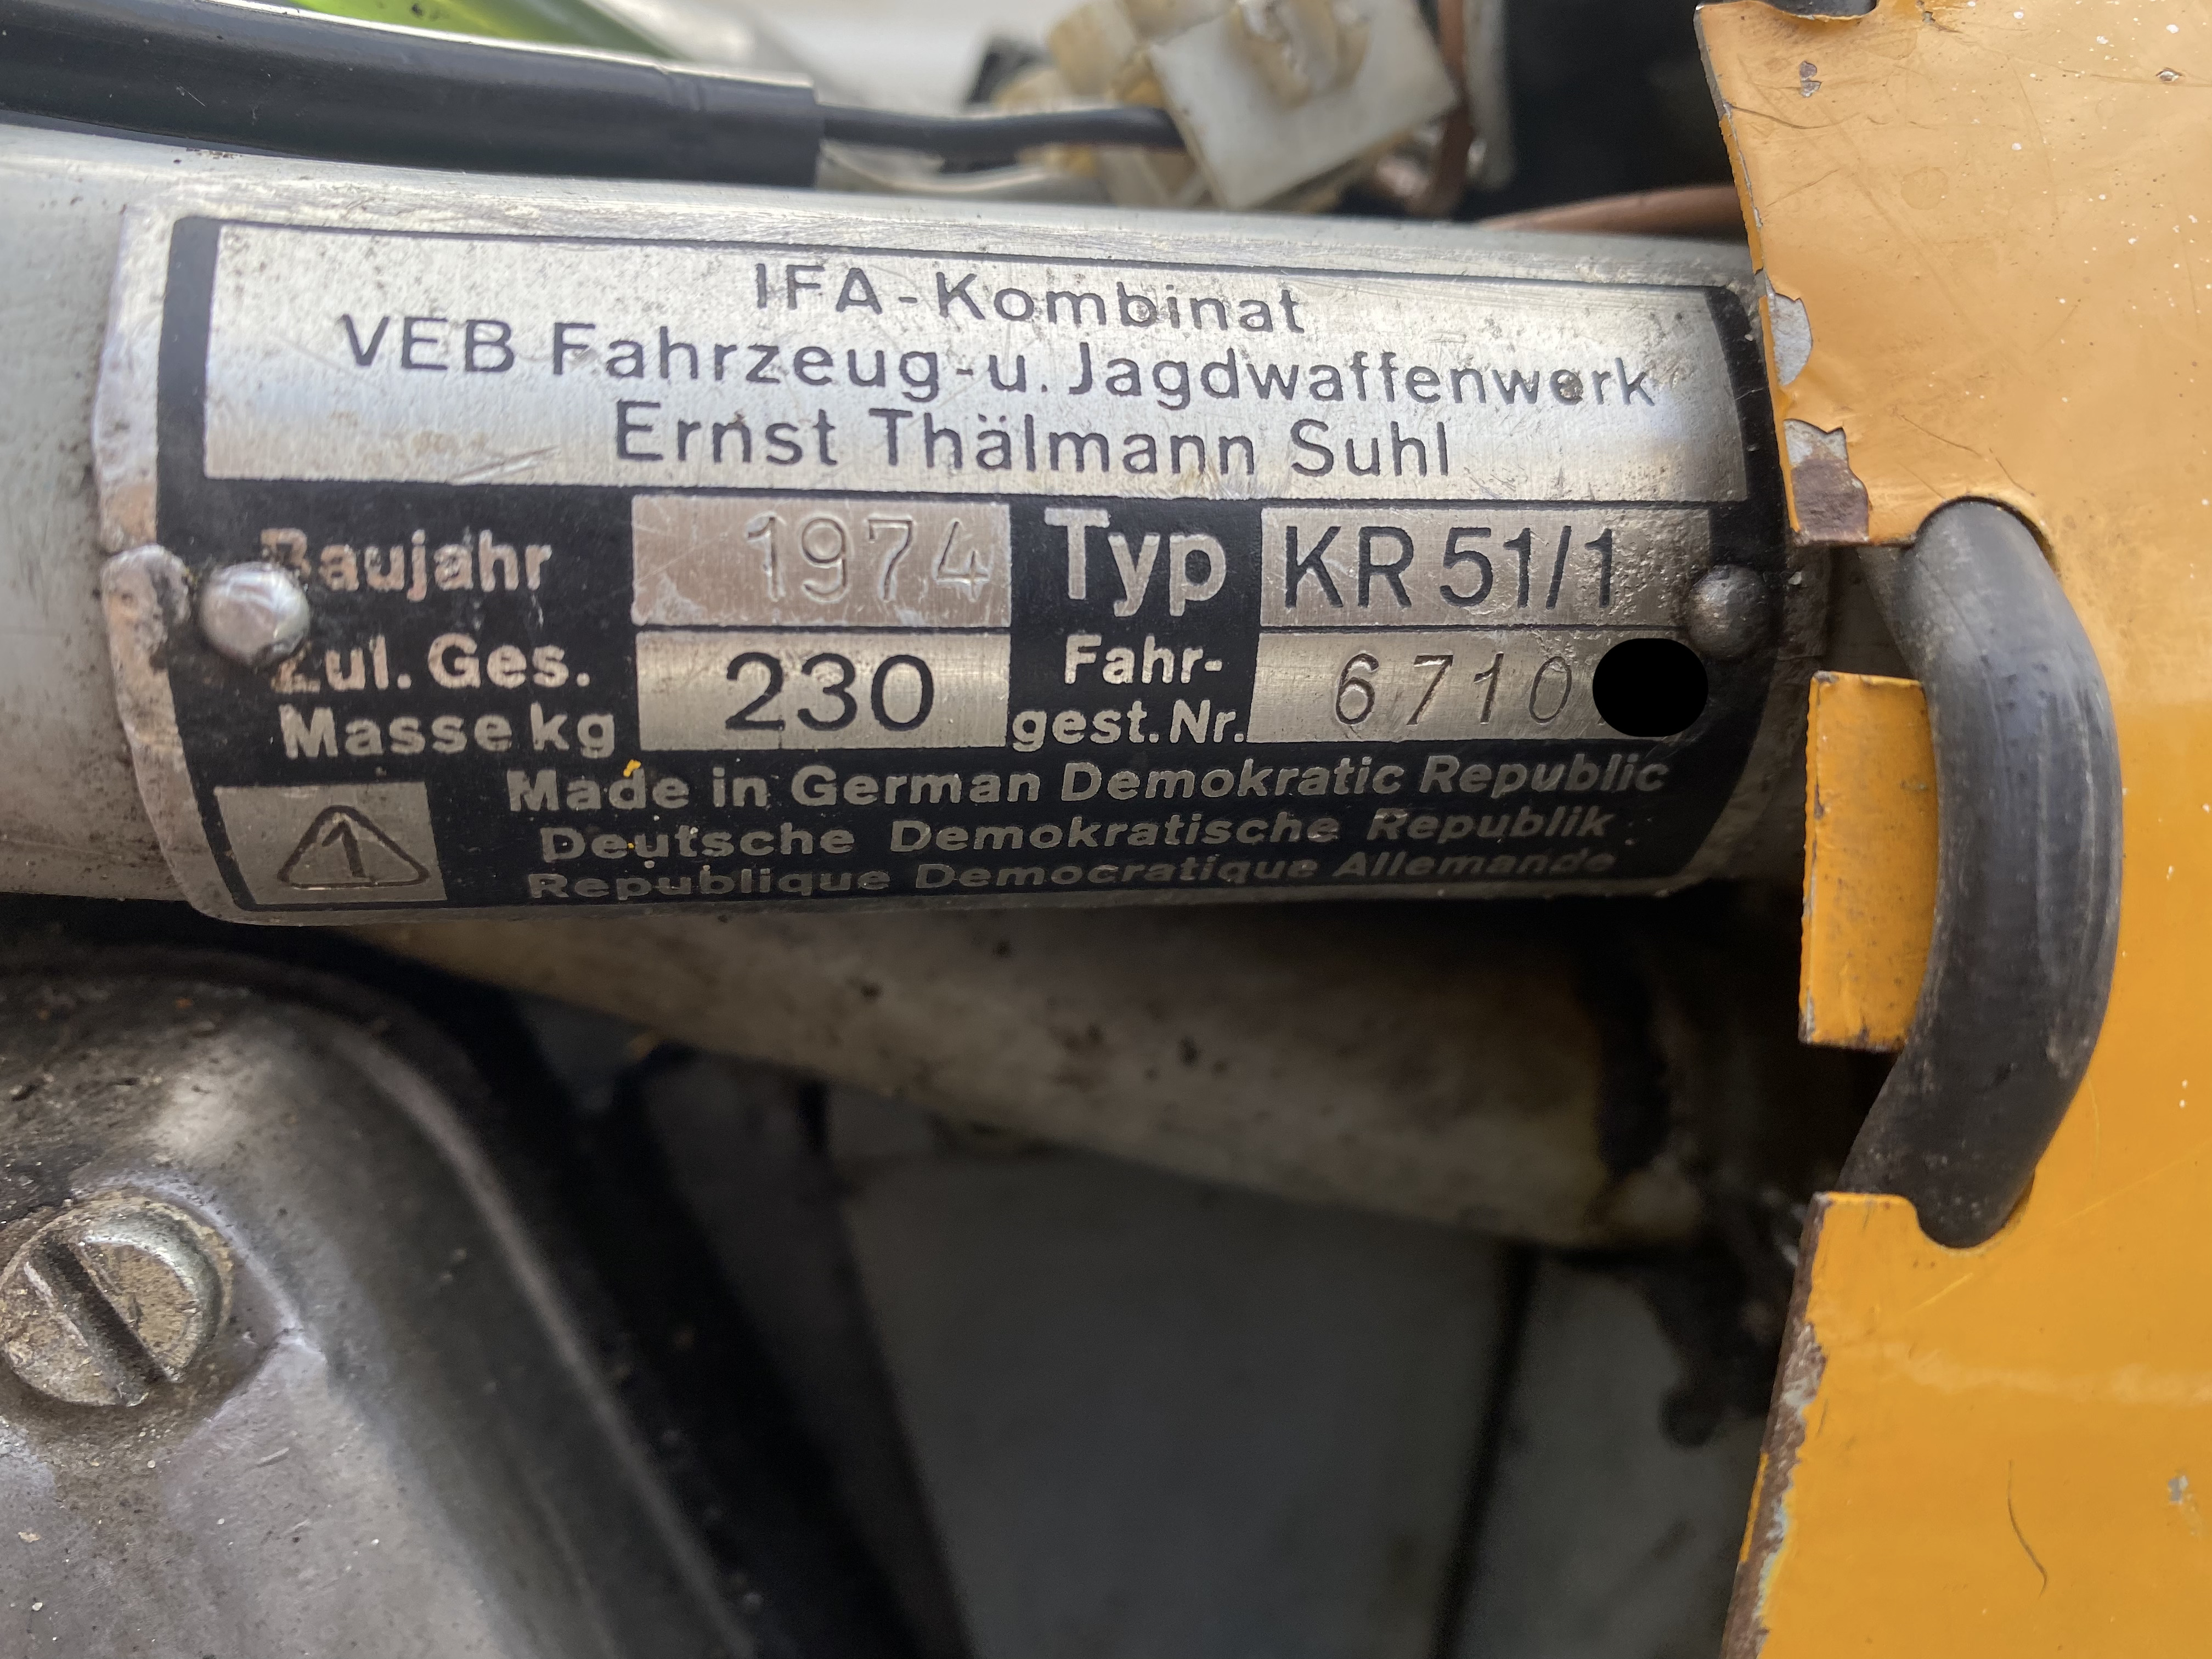 IFA-Kombinat
VEB Fahrzeug-u. Jagdwaffenwerk
Ernst Thälmann Suhl
Baujahr 1974 Typ KR 51/1
Zul. Ges. Masse kg 230 Fahr-gest. Nr. 6710
1
Made in German Demokratic Republic
Deutsche Demokratische Republik
Republique Democratique Allemande